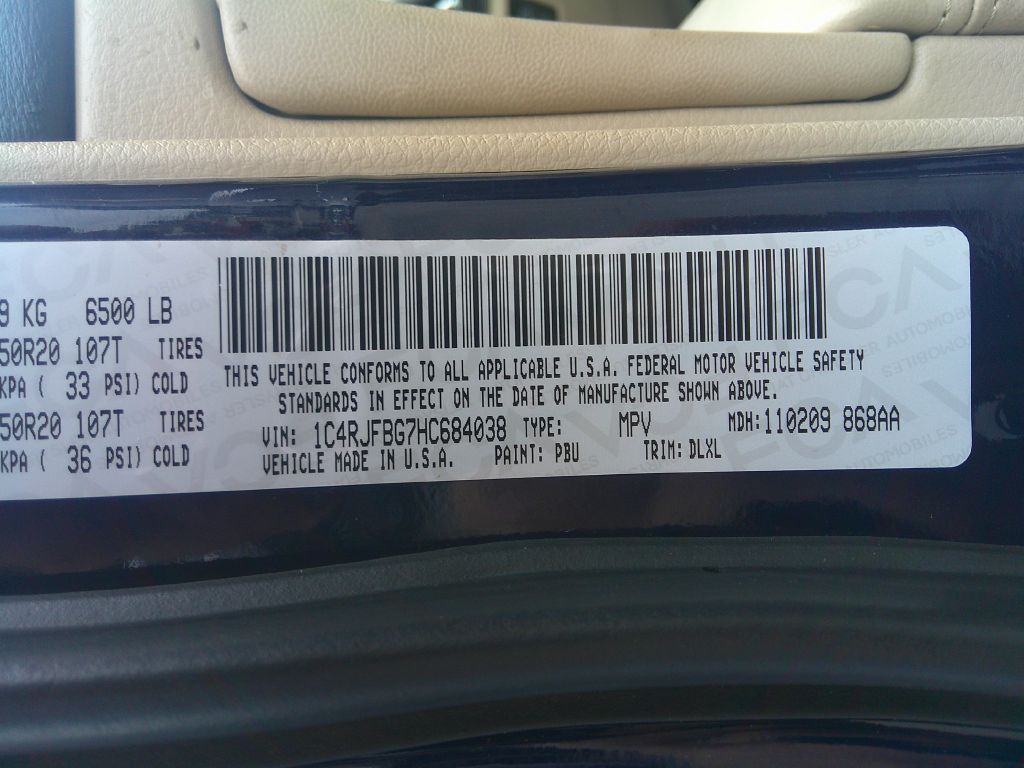 9 KG 6500 LB
50R20 107T TIRES
KPA ( 33 PSI) COLD
50R20 107T TIRES
KPA ( 36 PSI) COLD
THIS VEHICLE CONFORMS TO ALL APPLICABLE U.S.A. FEDERAL MOTOR VEHICLE SAFETY
STANDARDS IN EFFECT ON THE DATE OF MANUFACTURE SHOWN ABOVE.
VIN: 1C4RJFBG7HC684038 TYPE: MPV MDH:110209 868AA
VEHICLE MADE IN U.S.A. PAINT: PBU TRIM: DLXL